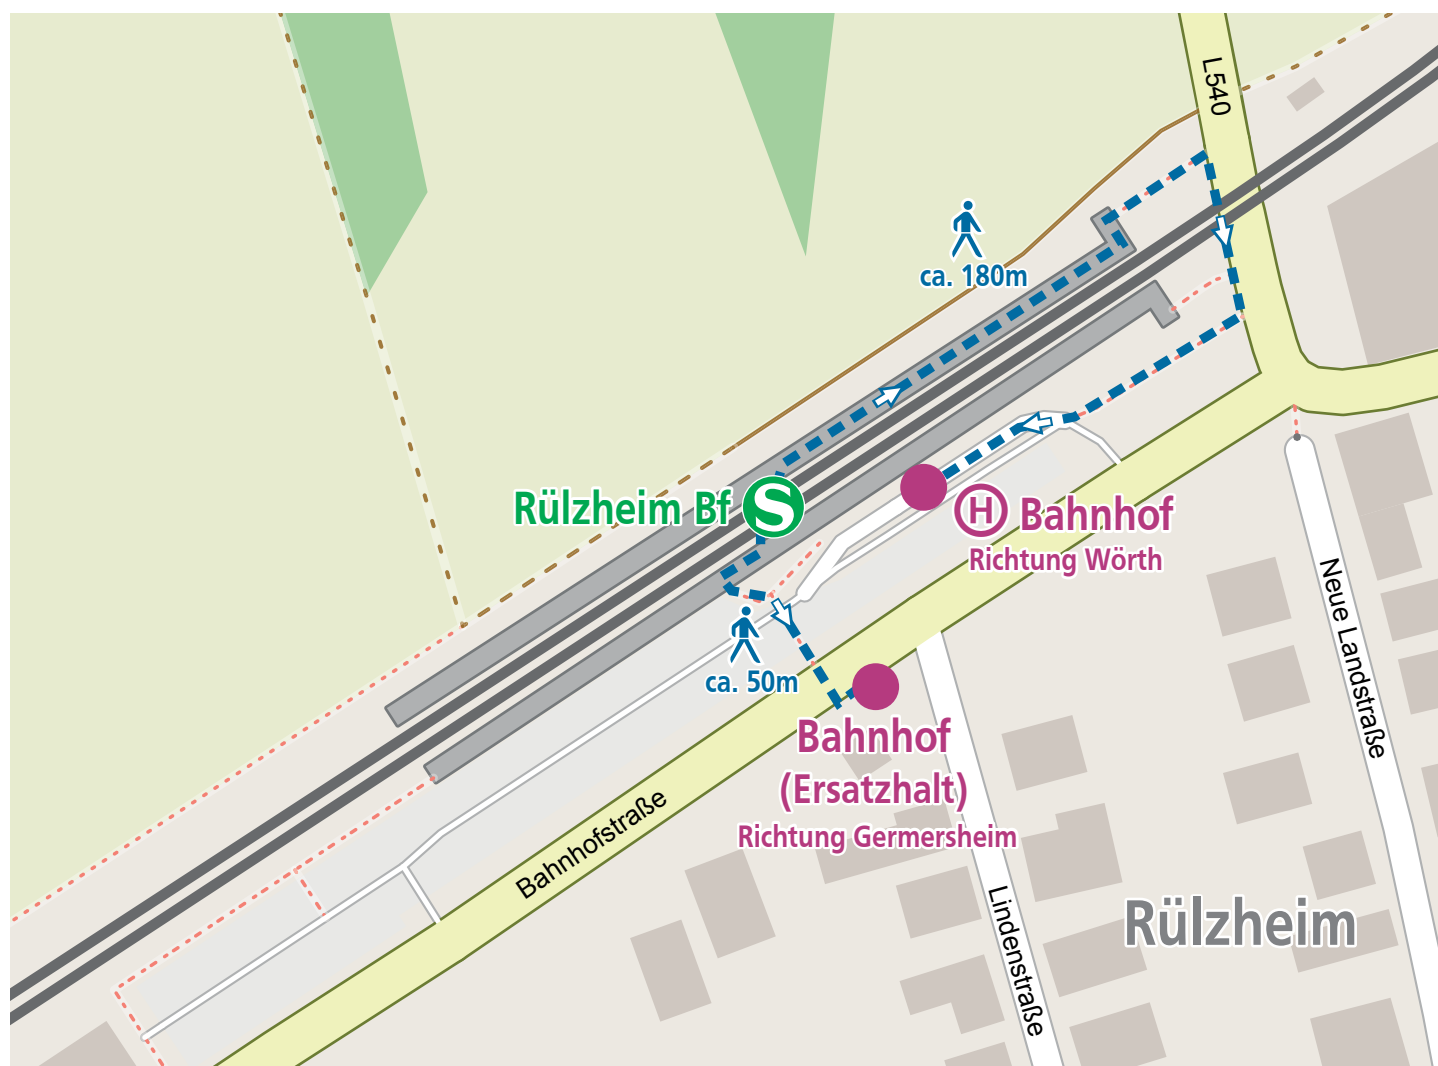 L540
ca. 180m
Rülzheim Bf S
H Bahnhof
Richtung Wörth
Neue Landstraße
ca. 50m
Bahnhof
(Ersatzhalt)
Richtung Germersheim
Bahnhofstraße
Lindenstraße
Rülzheim